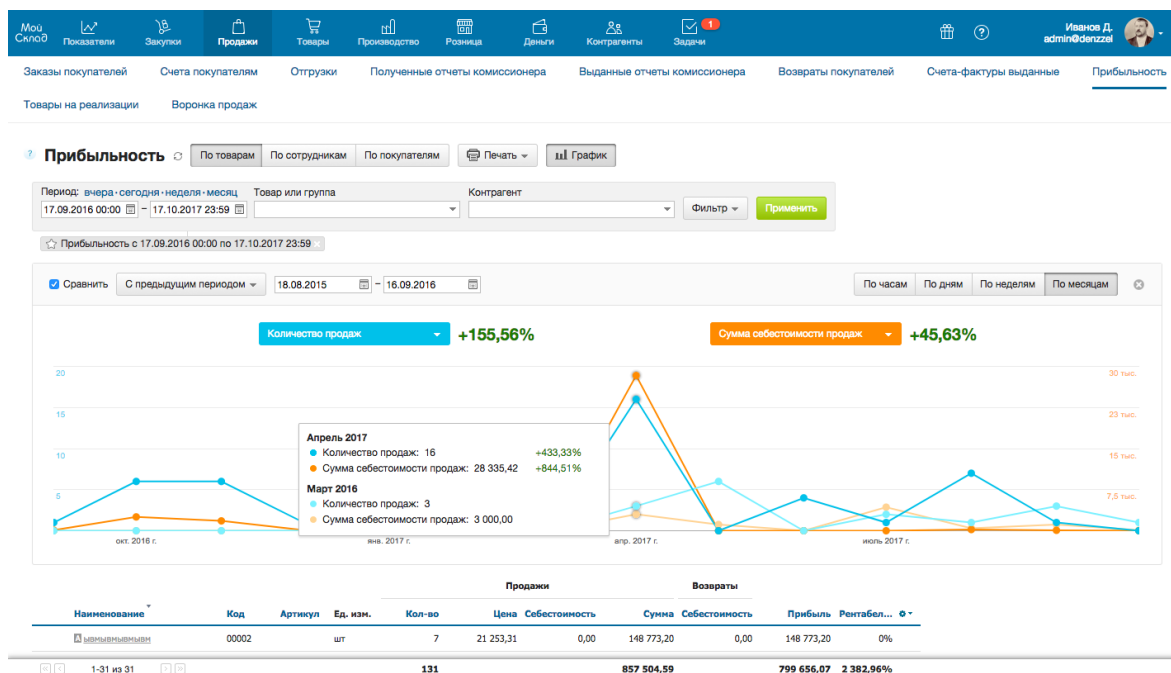 Мой Склад
Показатели Закупки Продажи Товары Производство Розница Деньги Контрагенты Задачи 1
Иванов Д.
admin@denzzel
Заказы покупателей Счета покупателям Отгрузки Полученные отчеты комиссионера Выданные отчеты комиссионера Возвраты покупателей Счета-фактуры выданные Прибыльность
Товары на реализации Воронка продаж
? Прибыльность По товарам По сотрудникам По покупателям Печать График
Период: вчера · сегодня · неделя · месяц Товар или группа Контрагент
17.09.2016 00:00 – 17.10.2017 23:59 Фильтр Применить
Прибыльность с 17.09.2016 00:00 по 17.10.2017 23:59 ×
Сравнить С предыдущим периодом 18.08.2015 – 16.09.2016 По часам По дням По неделям По месяцам
Количество продаж +155,56% Сумма себестоимости продаж +45,63%
20 30 тыс.
15 23 тыс.
10 15 тыс.
5 7,5 тыс.
Апрель 2017
Количество продаж: 16 +433,33%
Сумма себестоимости продаж: 28 335,42 +844,51%
Март 2016
Количество продаж: 3
Сумма себестоимости продаж: 3 000,00
окт. 2016 г. янв. 2017 г. апр. 2017 г. июль 2017 г.
Продажи Возвраты
Наименование Код Артикул Ед. изм. Кол-во Цена Себестоимость Сумма Себестоимость Прибыль Рентабел...
ывмывмывмывм 00002 шт 7 21 253,31 0,00 148 773,20 0,00 148 773,20 0%
1-31 из 31 131 857 504,59 799 656,07 2 382,96%